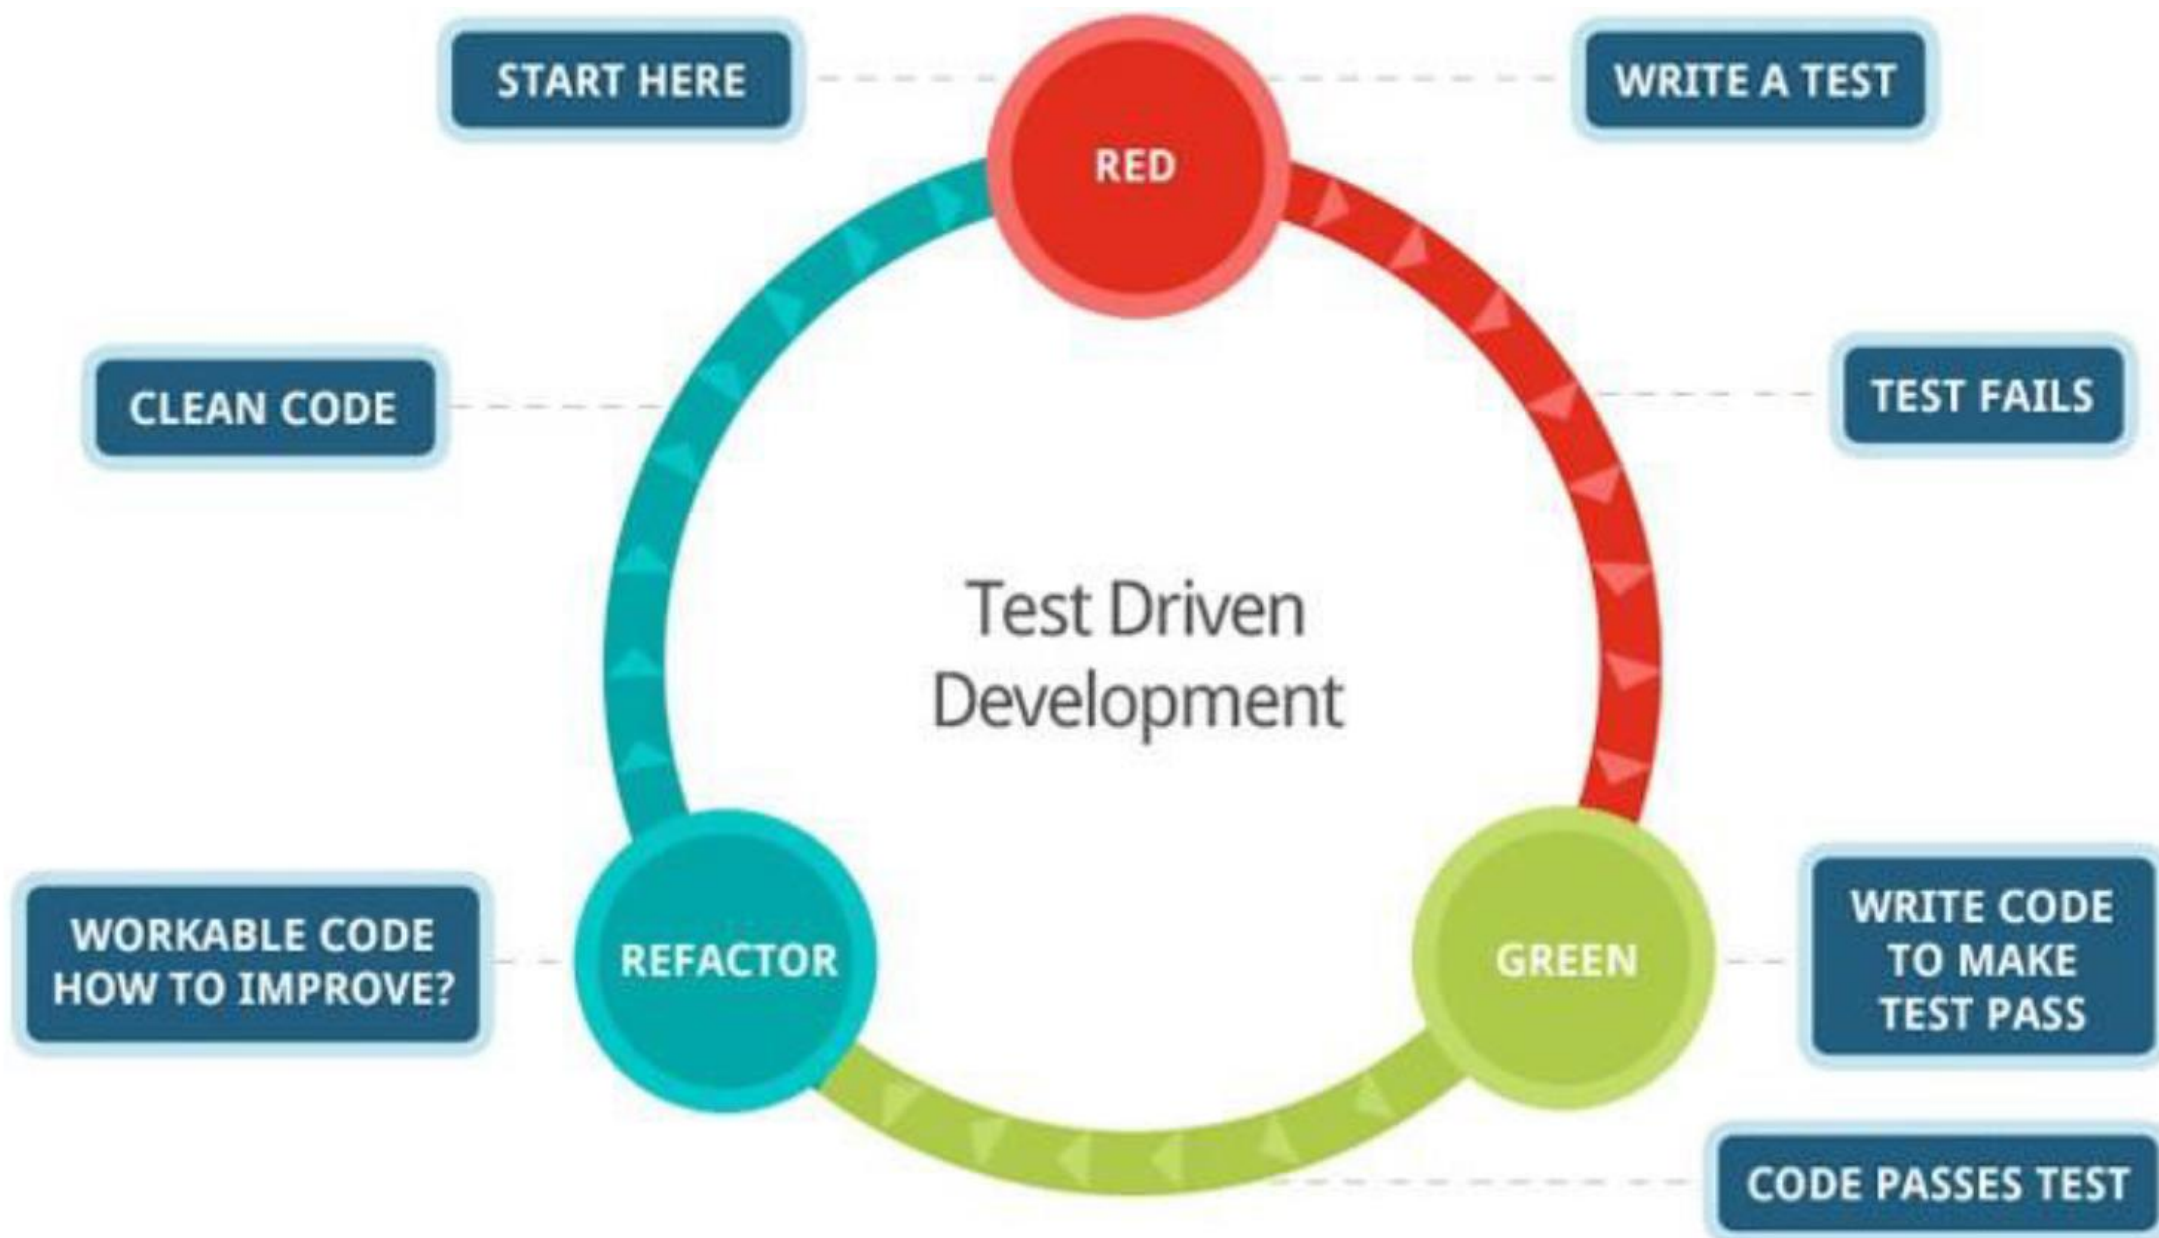 START HERE
WRITE A TEST
RED
CLEAN CODE
TEST FAILS
Test Driven
Development
WORKABLE CODE
HOW TO IMPROVE?
REFACTOR
GREEN
WRITE CODE
TO MAKE
TEST PASS
CODE PASSES TEST